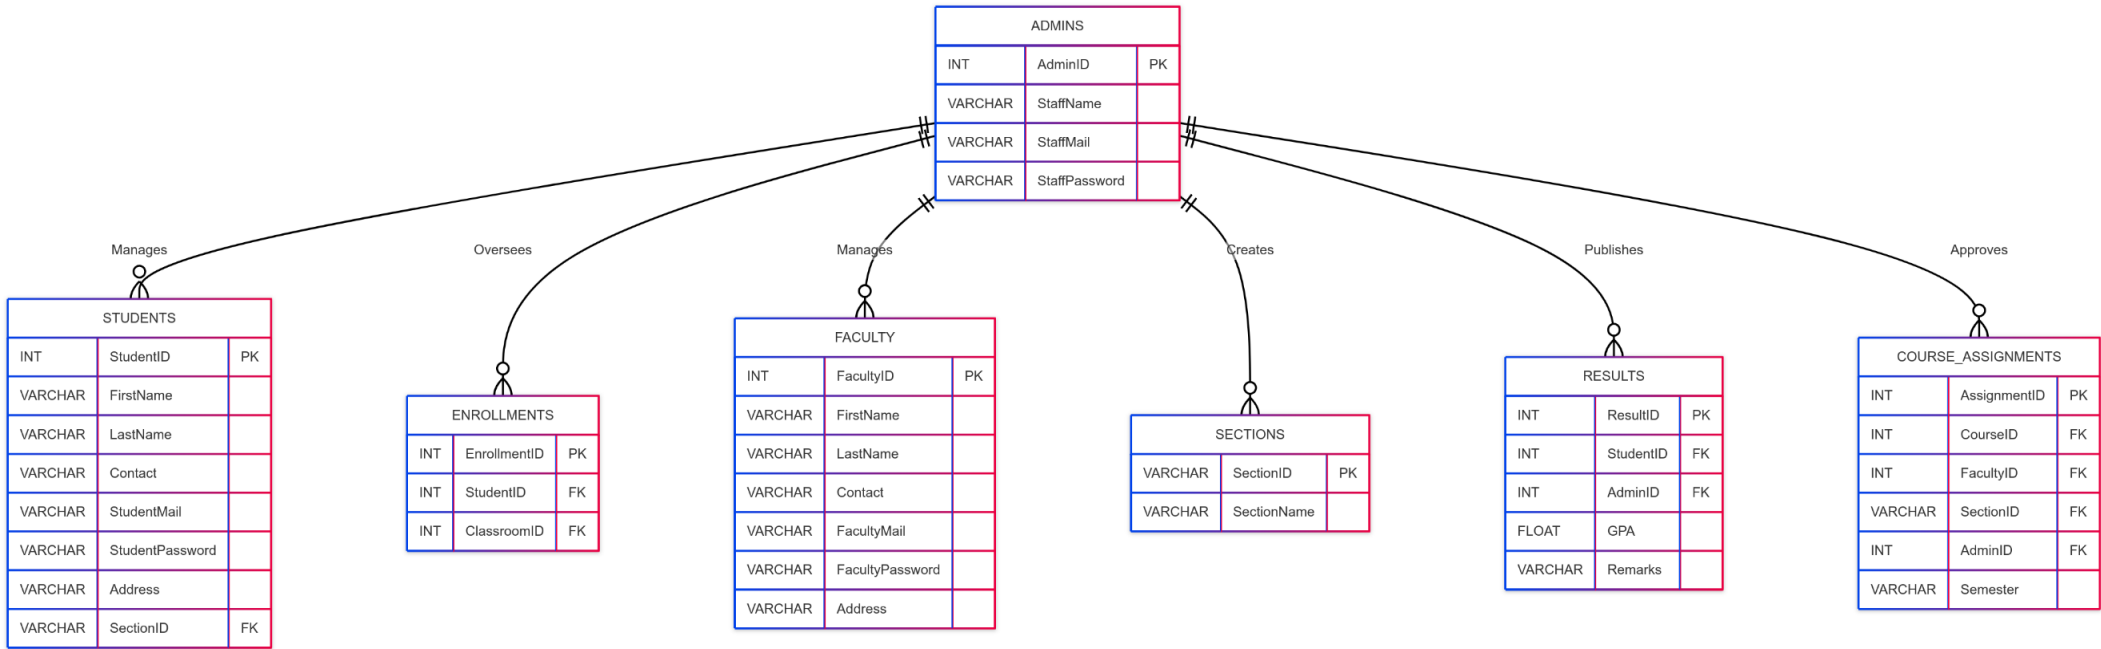 ADMINS
INT AdminID PK
VARCHAR StaffName
VARCHAR StaffMail
VARCHAR StaffPassword
Manages
Oversees
Manages
Creates
Publishes
Approves
STUDENTS
INT StudentID PK
VARCHAR FirstName
VARCHAR LastName
VARCHAR Contact
VARCHAR StudentMail
VARCHAR StudentPassword
VARCHAR Address
VARCHAR SectionID FK
ENROLLMENTS
INT EnrollmentID PK
INT StudentID FK
INT ClassroomID FK
FACULTY
INT FacultyID PK
VARCHAR FirstName
VARCHAR LastName
VARCHAR Contact
VARCHAR FacultyMail
VARCHAR FacultyPassword
VARCHAR Address
SECTIONS
VARCHAR SectionID PK
VARCHAR SectionName
RESULTS
INT ResultID PK
INT StudentID FK
INT AdminID FK
FLOAT GPA
VARCHAR Remarks
COURSE_ASSIGNMENTS
INT AssignmentID PK
INT CourseID FK
INT FacultyID FK
VARCHAR SectionID FK
INT AdminID FK
VARCHAR Semester